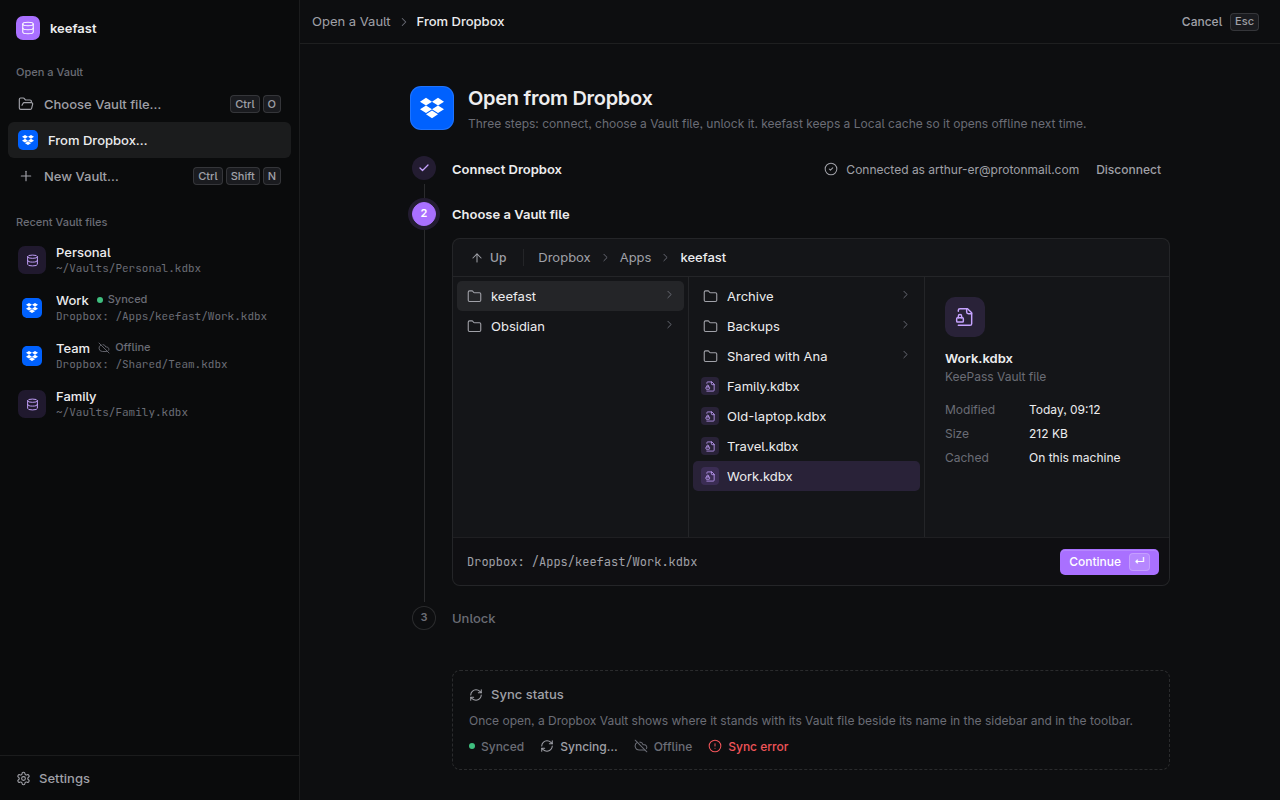 keefast
Open a Vault
Choose Vault file... Ctrl O
From Dropbox...
New Vault... Ctrl Shift N
Recent Vault files
Personal
~/Vaults/Personal.kdbx
Work Synced
Dropbox: /Apps/keefast/Work.kdbx
Team Offline
Dropbox: /Shared/Team.kdbx
Family
~/Vaults/Family.kdbx
Settings
Open a Vault From Dropbox Cancel Esc
Open from Dropbox
Three steps: connect, choose a Vault file, unlock it. keefast keeps a Local cache so it opens offline next time.
Connect Dropbox Connected as arthur-er@protonmail.com Disconnect
2 Choose a Vault file
Up Dropbox Apps keefast
keefast
Obsidian
Archive
Backups
Shared with Ana
Family.kdbx
Old-laptop.kdbx
Travel.kdbx
Work.kdbx
Work.kdbx
KeePass Vault file
Modified Today, 09:12
Size 212 KB
Cached On this machine
Dropbox: /Apps/keefast/Work.kdbx Continue
3 Unlock
Sync status
Once open, a Dropbox Vault shows where it stands with its Vault file beside its name in the sidebar and in the toolbar.
Synced Syncing... Offline Sync error